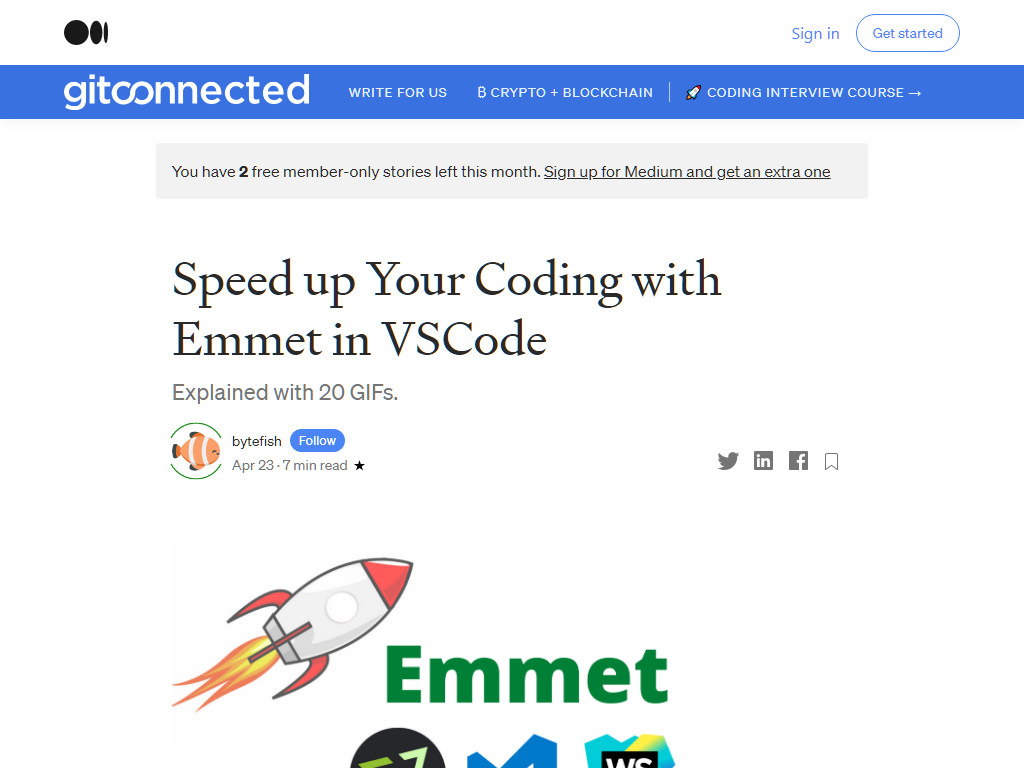 Sign in
Get started
gitconnected
WRITE FOR US
₿ CRYPTO + BLOCKCHAIN
🚀 CODING INTERVIEW COURSE →
You have 2 free member-only stories left this month. Sign up for Medium and get an extra one
Speed up Your Coding with
Emmet in VSCode
Explained with 20 GIFs.
bytefish
Follow
Apr 23 · 7 min read ★
Emmet
WS